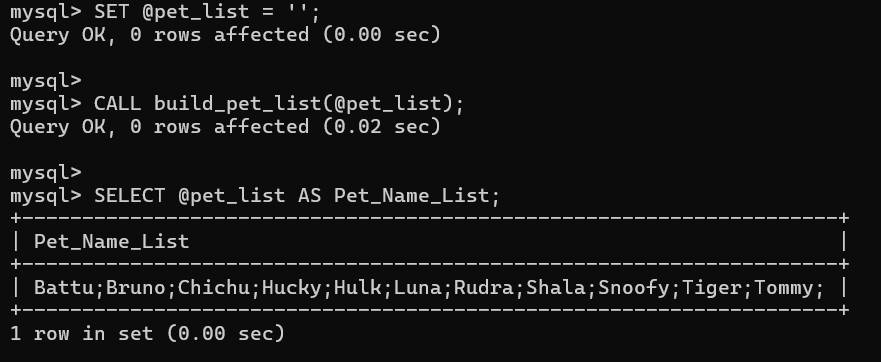 mysql> SET @pet_list = '';
Query OK, 0 rows affected (0.00 sec)
mysql>
mysql> CALL build_pet_list(@pet_list);
Query OK, 0 rows affected (0.02 sec)
mysql>
mysql> SELECT @pet_list AS Pet_Name_List;
+--------------------------------------------------------------------+
| Pet_Name_List                                                      |
+--------------------------------------------------------------------+
| Battu;Bruno;Chichu;Hucky;Hulk;Luna;Rudra;Shala;Snoofy;Tiger;Tommy; |
+--------------------------------------------------------------------+
1 row in set (0.00 sec)